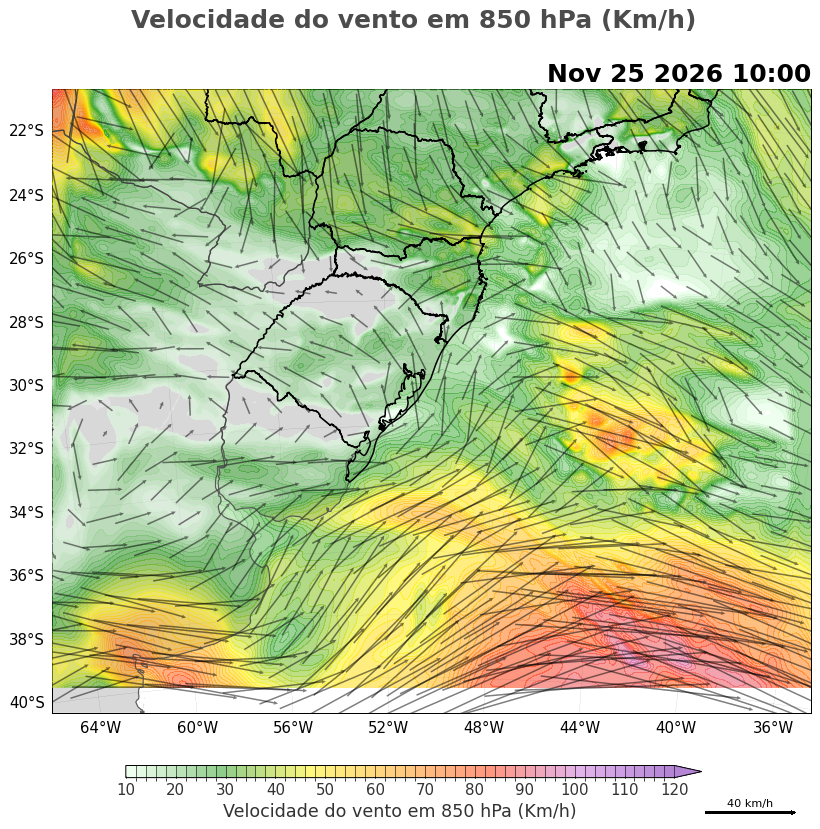 Velocidade do vento em 850 hPa (Km/h)
Nov 25 2026 10:00
22°S
24°S
26°S
28°S
30°S
32°S
34°S
36°S
38°S
40°S
64°W 60°W 56°W 52°W 48°W 44°W 40°W 36°W
10 20 30 40 50 60 70 80 90 100 110 120
Velocidade do vento em 850 hPa (Km/h)
40 km/h